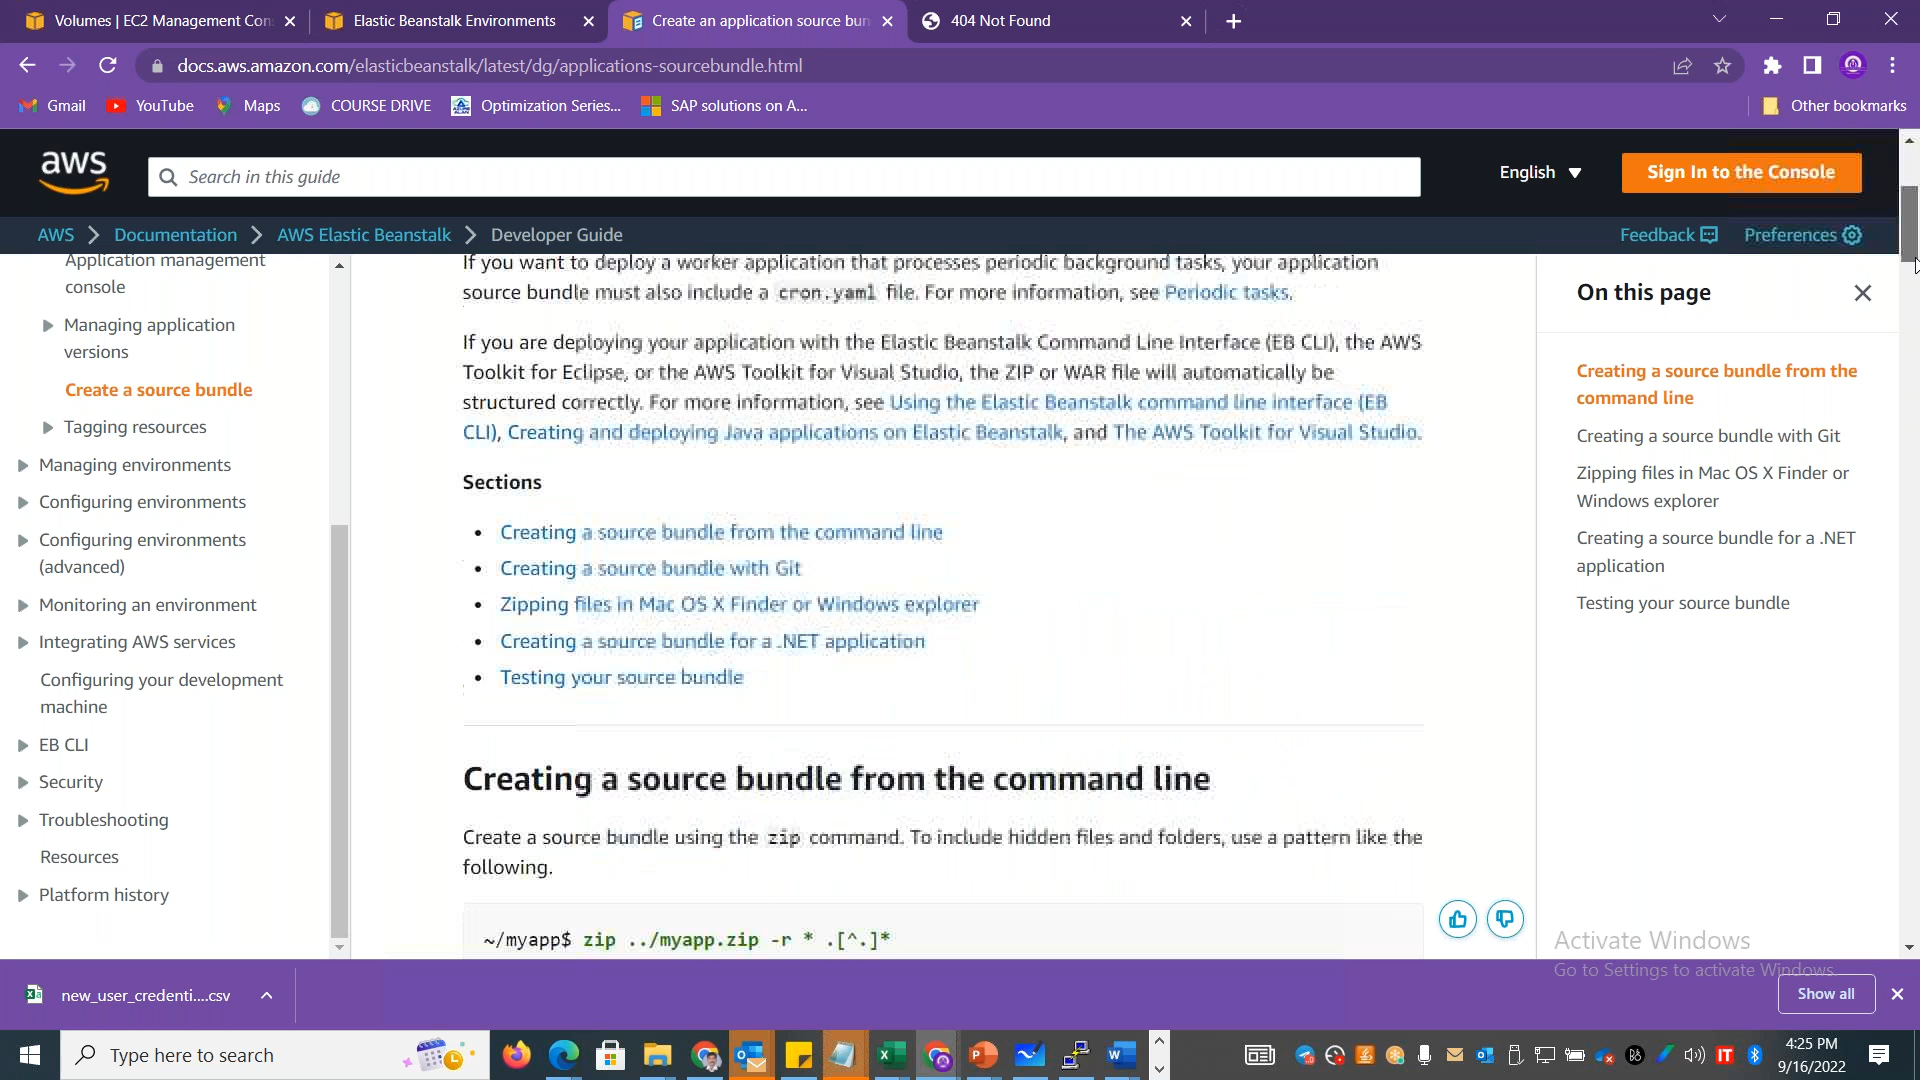 Volumes | EC2 Management Con
Elastic Beanstalk Environments
Create an application source bun
404 Not Found
docs.aws.amazon.com/elasticbeanstalk/latest/dg/applications-sourcebundle.html
Gmail
YouTube
Maps
COURSE DRIVE
Optimization Series...
SAP solutions on A...
Other bookmarks
aws
Search in this guide
English
Sign In to the Console
AWS
Documentation
AWS Elastic Beanstalk
Developer Guide
Feedback
Preferences
Application management
console
Managing application
versions
Create a source bundle
Tagging resources
Managing environments
Configuring environments
Configuring environments
(advanced)
Monitoring an environment
Integrating AWS services
Configuring your development
machine
EB CLI
Security
Troubleshooting
Resources
Platform history
If you want to deploy a worker application that processes periodic background tasks, your application
source bundle must also include a cron.yaml file. For more information, see Periodic tasks.
If you are deploying your application with the Elastic Beanstalk Command Line Interface (EB CLI), the AWS
Toolkit for Eclipse, or the AWS Toolkit for Visual Studio, the ZIP or WAR file will automatically be
structured correctly. For more information, see Using the Elastic Beanstalk command line interface (EB
CLI), Creating and deploying Java applications on Elastic Beanstalk, and The AWS Toolkit for Visual Studio.
Sections
• Creating a source bundle from the command line
• Creating a source bundle with Git
• Zipping files in Mac OS X Finder or Windows explorer
• Creating a source bundle for a .NET application
• Testing your source bundle
Creating a source bundle from the command line
Create a source bundle using the zip command. To include hidden files and folders, use a pattern like the
following.
~/myapp$ zip ../myapp.zip -r * .[^.]*
On this page
Creating a source bundle from the
command line
Creating a source bundle with Git
Zipping files in Mac OS X Finder or
Windows explorer
Creating a source bundle for a .NET
application
Testing your source bundle
Activate Windows
Go to Settings to activate Windows.
new_user_credenti....csv
Show all
Type here to search
4:25 PM
9/16/2022